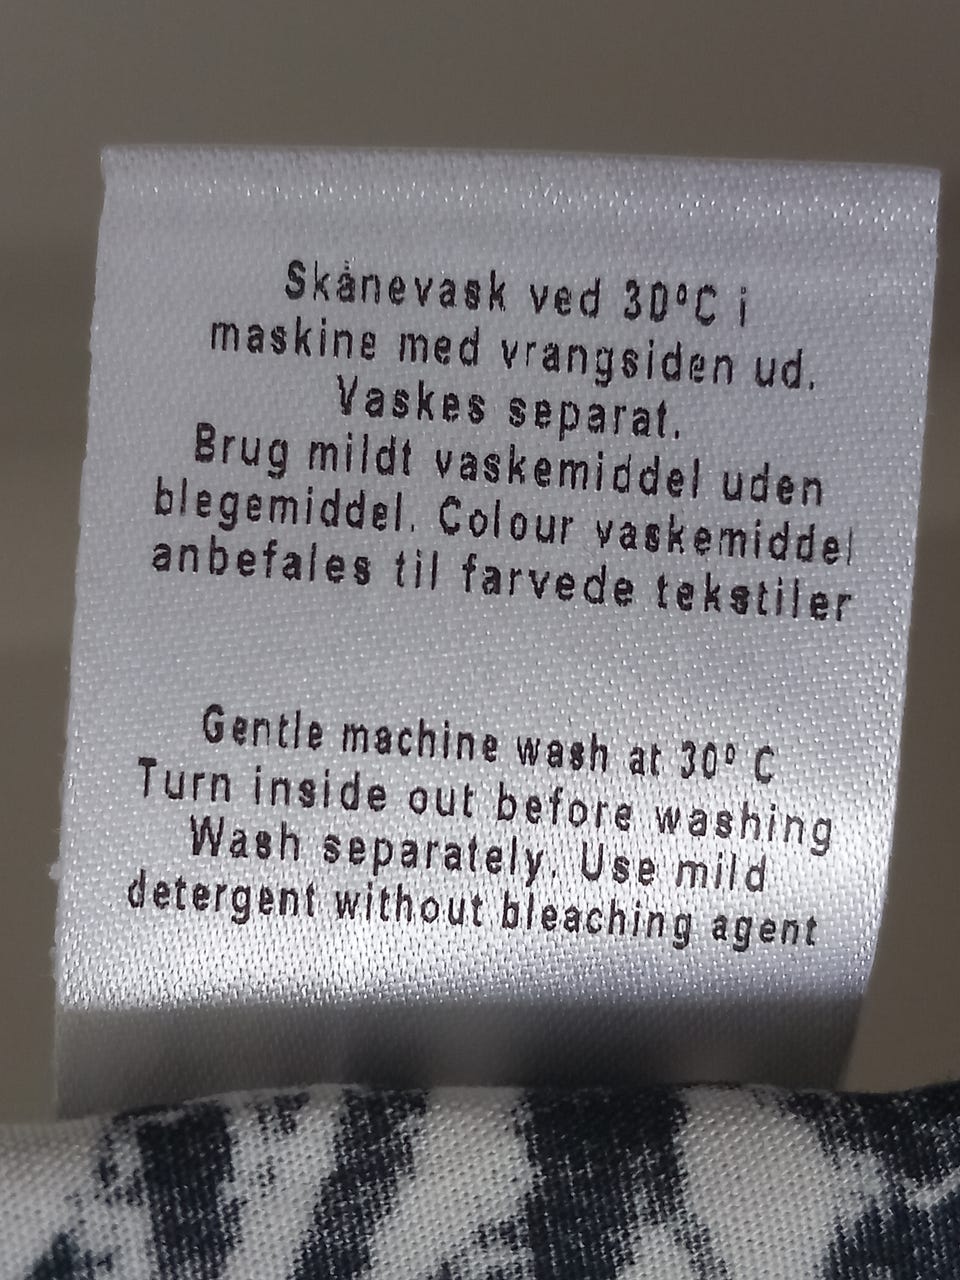 Skånevask ved 30°C i
maskine med vrangsiden ud.
Vaskes separat.
Brug mildt vaskemiddel uden
blegemiddel. Colour vaskemiddel
anbefales til farvede tekstiler
Gentle machine wash at 30° C
Turn inside out before washing
Wash separately. Use mild
detergent without bleaching agent